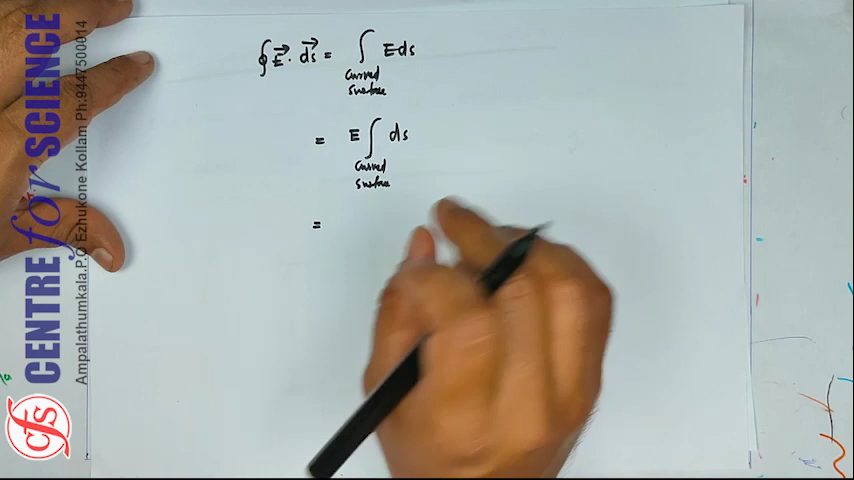 ∮ E⃗ · ds⃗ = ∫ Eds
curved
surface
= E ∫ ds
curved
surface
=
CENTRE for SCIENCE
Ampalathumkala.P.O Ezhukone Kollam Ph:9447500014
cfs